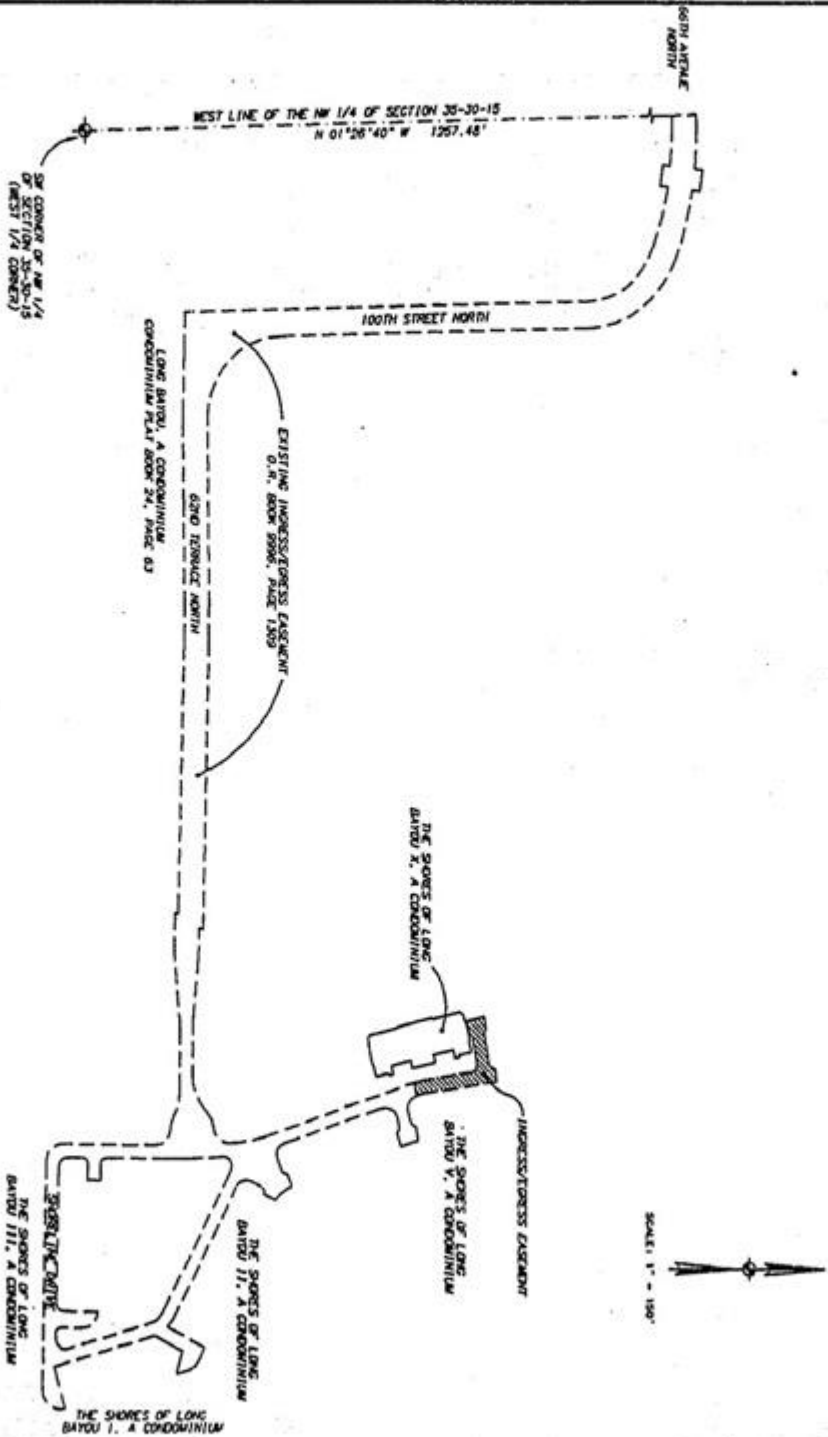 66TH AVENUE
NORTH
WEST LINE OF THE NW 1/4 OF SECTION 35-30-15
N 01°26'40" W 1257.48'
SW CORNER OF NW 1/4
OF SECTION 35-30-15
(WEST 1/4 CORNER)
100TH STREET NORTH
LONG BAYOU, A CONDOMINIUM
CONDOMINIUM PLAT BOOK 24, PAGE 63
EXISTING INGRESS/EGRESS EASEMENT
O.R. BOOK 9996, PAGE 1309
62ND TERRACE NORTH
THE SHORES OF LONG
BAYOU X, A CONDOMINIUM
INGRESS/EGRESS EASEMENT
THE SHORES OF LONG
BAYOU V, A CONDOMINIUM
SCALE: 1" = 150'
THE SHORES OF LONG
BAYOU II, A CONDOMINIUM
SHORELINE DRIVE
THE SHORES OF LONG
BAYOU III, A CONDOMINIUM
THE SHORES OF LONG
BAYOU I, A CONDOMINIUM